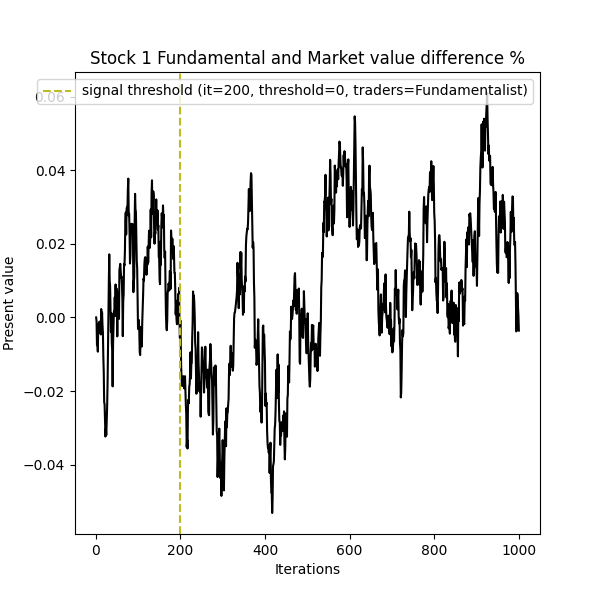 Stock 1 Fundamental and Market value difference %
signal threshold (it=200, threshold=0, traders=Fundamentalist)
0.06
0.04
0.02
0.00
−0.02
−0.04
Present value
0 200 400 600 800 1000
Iterations